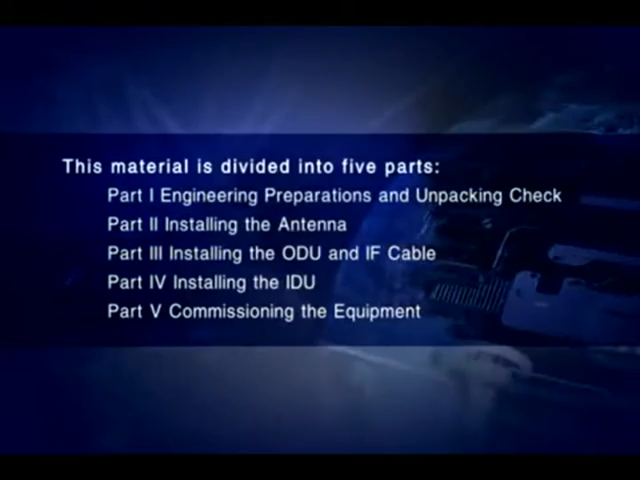 This material is divided into five parts:
Part I Engineering Preparations and Unpacking Check
Part II Installing the Antenna
Part III Installing the ODU and IF Cable
Part IV Installing the IDU
Part V Commissioning the Equipment